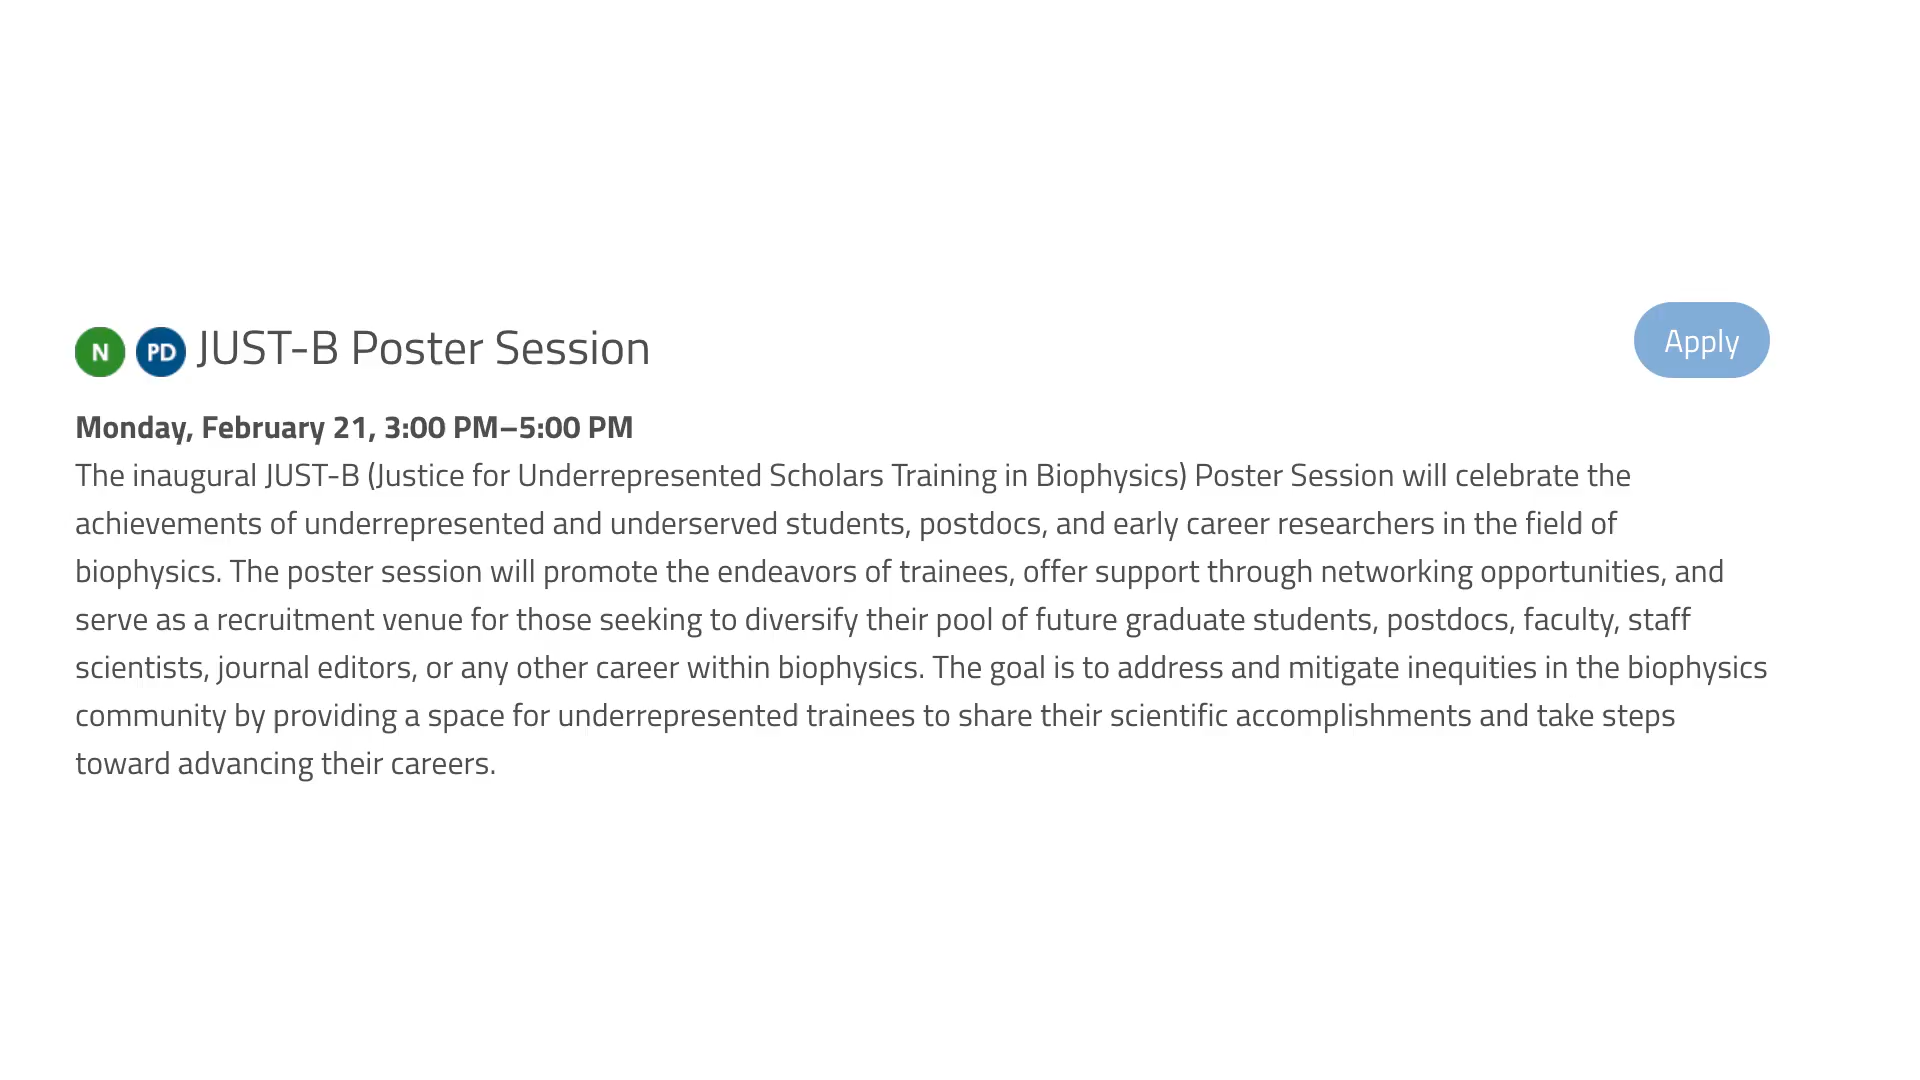 N PD JUST-B Poster Session
Apply
Monday, February 21, 3:00 PM–5:00 PM
The inaugural JUST-B (Justice for Underrepresented Scholars Training in Biophysics) Poster Session will celebrate the
achievements of underrepresented and underserved students, postdocs, and early career researchers in the field of
biophysics. The poster session will promote the endeavors of trainees, offer support through networking opportunities, and
serve as a recruitment venue for those seeking to diversify their pool of future graduate students, postdocs, faculty, staff
scientists, journal editors, or any other career within biophysics. The goal is to address and mitigate inequities in the biophysics
community by providing a space for underrepresented trainees to share their scientific accomplishments and take steps
toward advancing their careers.